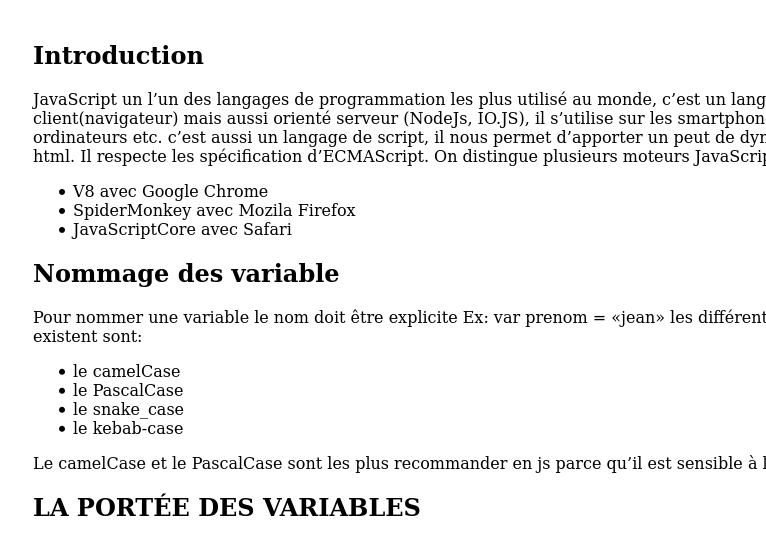 Introduction
JavaScript un l’un des langages de programmation les plus utilisé au monde, c’est un lang
client(navigateur) mais aussi orienté serveur (NodeJs, IO.JS), il s’utilise sur les smartphon
ordinateurs etc. c’est aussi un langage de script, il nous permet d’apporter un peut de dyn
html. Il respecte les spécification d’ECMAScript. On distingue plusieurs moteurs JavaScrip
• V8 avec Google Chrome
• SpiderMonkey avec Mozila Firefox
• JavaScriptCore avec Safari
Nommage des variable
Pour nommer une variable le nom doit être explicite Ex: var prenom = «jean» les différent
existent sont:
• le camelCase
• le PascalCase
• le snake_case
• le kebab-case
Le camelCase et le PascalCase sont les plus recommander en js parce qu’il est sensible à l
LA PORTÉE DES VARIABLES